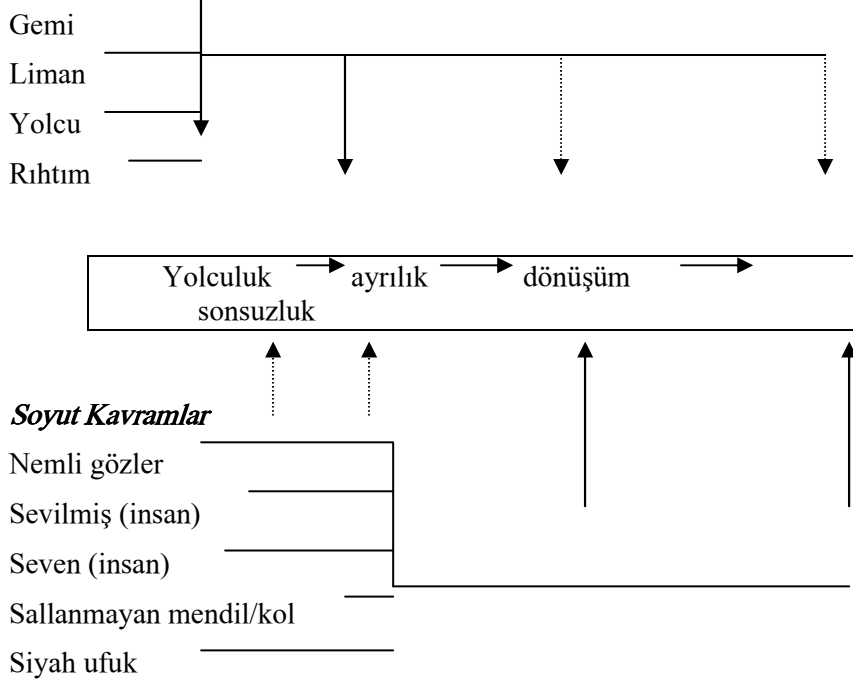 Gemi
Liman
Yolcu
Rıhtım
Yolculuk ayrılık dönüşüm
sonsuzluk
Soyut Kavramlar
Nemli gözler
Sevilmiş (insan)
Seven (insan)
Sallanmayan mendil/kol
Siyah ufuk